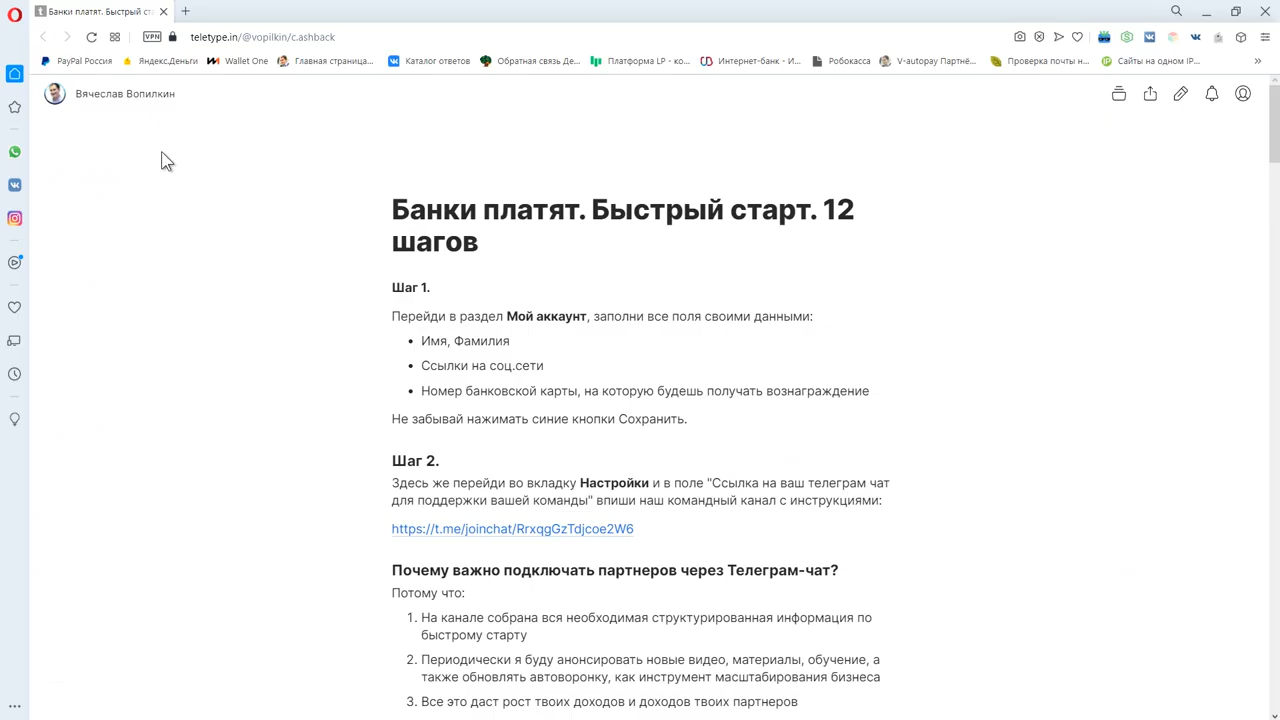 Банки платят. Быстрый ст
VPN
teletype.in/@vopilkin/c.ashback
PayPal Россия
Яндекс.Деньги
Wallet One
Главная страница...
Каталог ответов
Обратная связь Де...
Платформа LP - ко...
Интернет-банк - И...
Робокасса
V-autopay Партнё...
Проверка почты н...
Сайты на одном IP...
Вячеслав Вопилкин
Банки платят. Быстрый старт. 12
шагов
Шаг 1.
Перейди в раздел Мой аккаунт, заполни все поля своими данными:
• Имя, Фамилия
• Ссылки на соц.сети
• Номер банковской карты, на которую будешь получать вознаграждение
Не забывай нажимать синие кнопки Сохранить.
Шаг 2.
Здесь же перейди во вкладку Настройки и в поле "Ссылка на ваш телеграм чат
для поддержки вашей команды" впиши наш командный канал с инструкциями:
https://t.me/joinchat/RrxqgGzTdjcoe2W6
Почему важно подключать партнеров через Телеграм-чат?
Потому что:
1. На канале собрана вся необходимая структурированная информация по
быстрому старту
2. Периодически я буду анонсировать новые видео, материалы, обучение, а
также обновлять автоворонку, как инструмент масштабирования бизнеса
3. Все это даст рост твоих доходов и доходов твоих партнеров